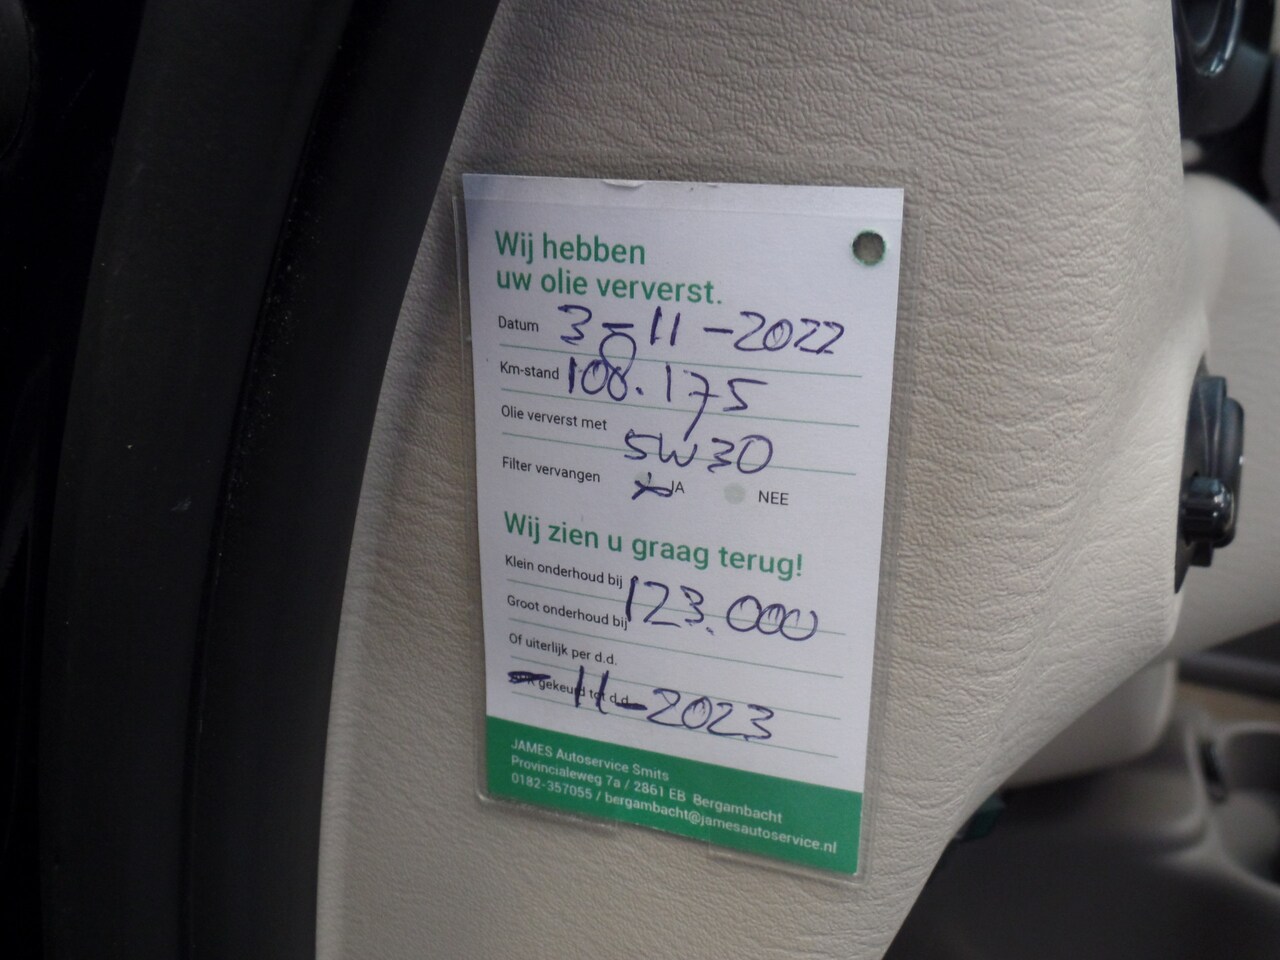 Wij hebben
uw olie ververst.
Datum 3-11-2022
Km-stand 108.175
Olie ververst met 5W30
Filter vervangen JA NEE
Wij zien u graag terug!
Klein onderhoud bij 123.000
Groot onderhoud bij
Of uiterlijk per d.d.
gekeurd tot d.d. -11-2023
JAMES Autoservice Smits
Provincialeweg 7a / 2861 EB Bergambacht
0182-357055 / bergambacht@jamesautoservice.nl